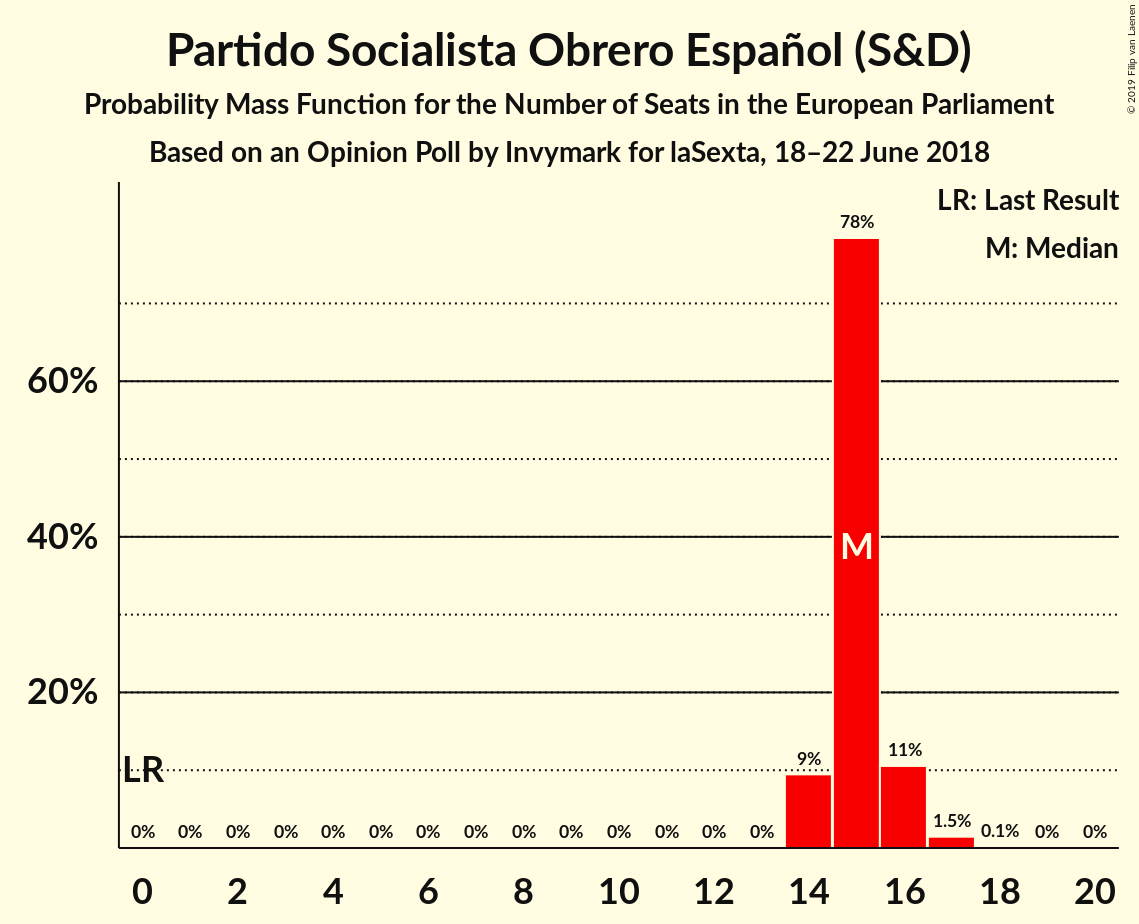 Partido Socialista Obrero Español (S&D)
Probability Mass Function for the Number of Seats in the European Parliament
Based on an Opinion Poll by Invymark for laSexta, 18–22 June 2018
© 2019 Filip van Laenen
LR: Last Result
M: Median
78%
60%
40%
M
20%
LR
9%
11%
0% 0% 0% 0% 0% 0% 0% 0% 0% 0% 0% 0% 0% 0% 1.5% 0.1% 0% 0%
0 2 4 6 8 10 12 14 16 18 20